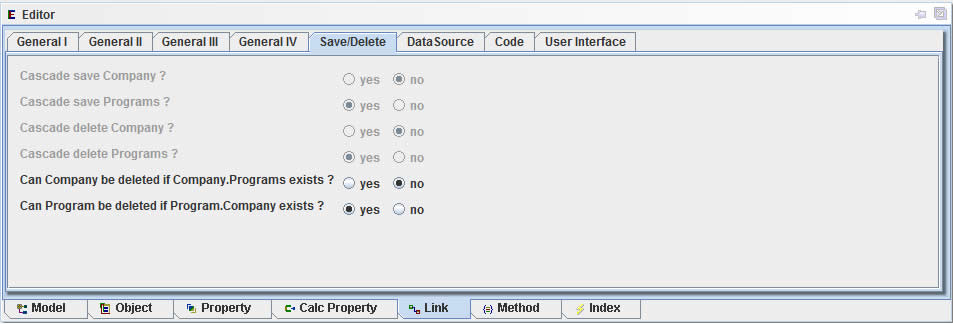 E Editor
General I General II General III General IV Save/Delete DataSource Code User Interface
Cascade save Company ? yes no
Cascade save Programs ? yes no
Cascade delete Company ? yes no
Cascade delete Programs ? yes no
Can Company be deleted if Company.Programs exists ? yes no
Can Program be deleted if Program.Company exists ? yes no
Model Object Property Calc Property Link Method Index